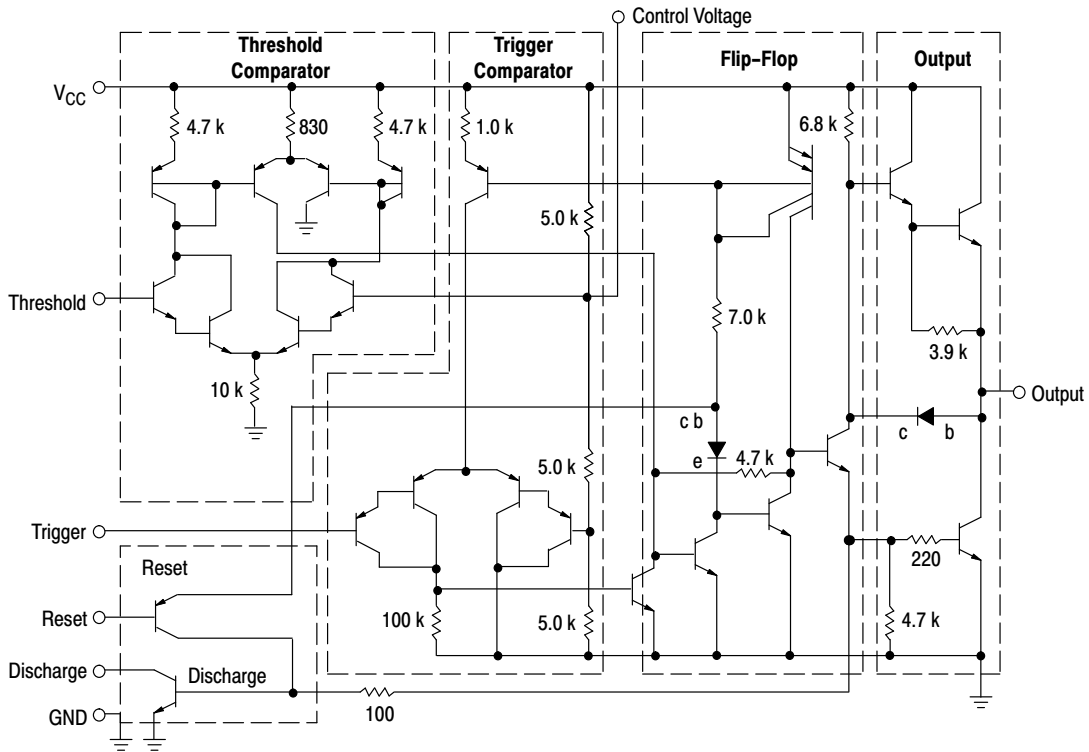 Control Voltage
Threshold
Comparator
Trigger
Comparator
Flip–Flop
Output
VCC
4.7 k
830
4.7 k
1.0 k
6.8 k
5.0 k
Threshold
7.0 k
3.9 k
10 k
Output
c b
c
b
e
4.7 k
5.0 k
Trigger
220
Reset
Reset
100 k
5.0 k
4.7 k
Discharge
Discharge
100
GND